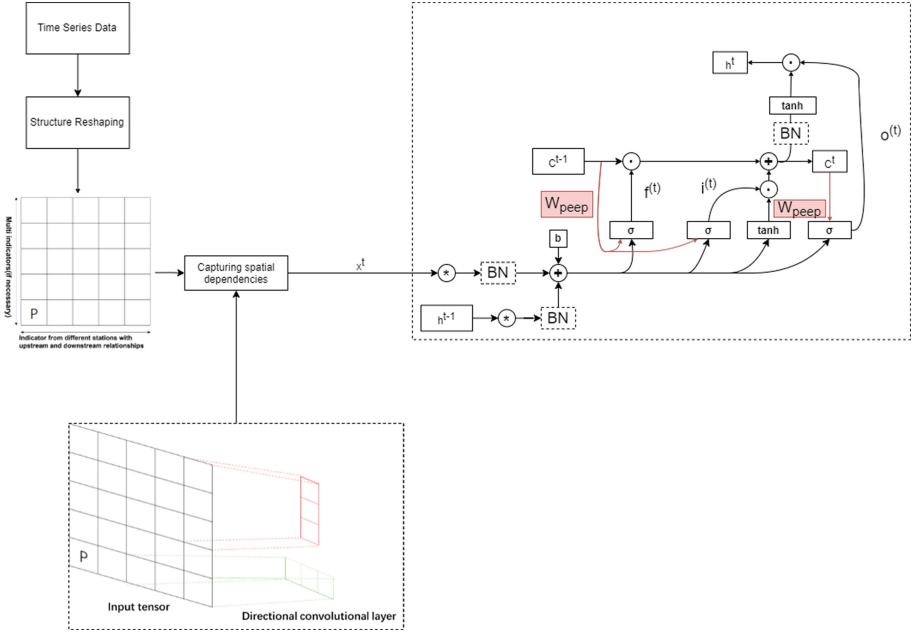 Time Series Data
Structure Reshaping
Multi indicators(if necessary)
P
Indicator from different stations with
upstream and downstream relationships
Capturing spatial
dependencies
x^t
*
BN
+
b
h^t-1
*
BN
C^t-1
W_peep
f^(t)
i^(t)
σ
σ
tanh
W_peep
σ
+
C^t
BN
tanh
h^t
o^(t)
P
Input tensor
Directional convolutional layer